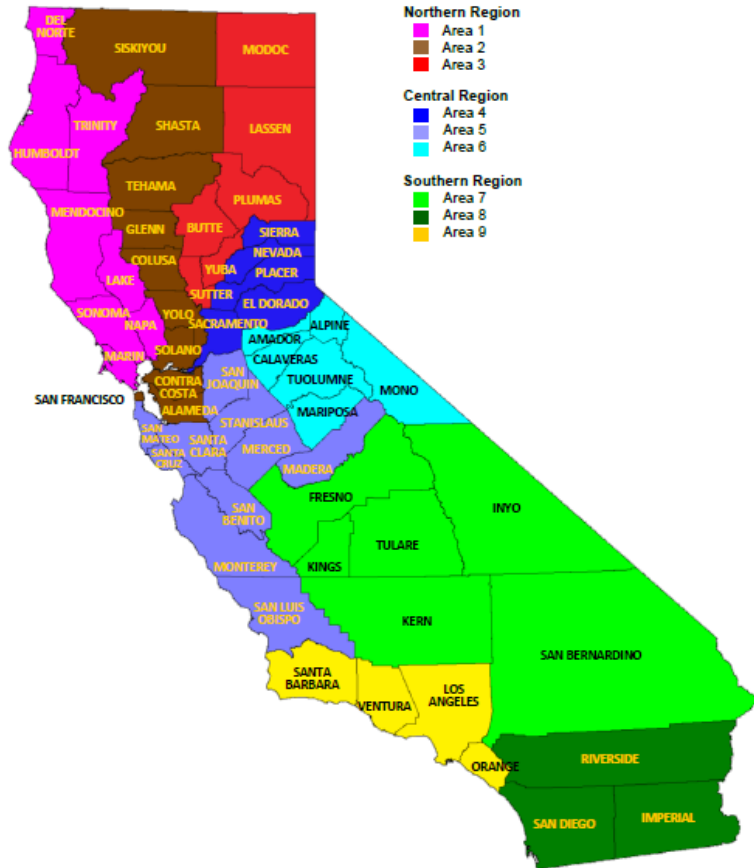 Northern Region
Area 1
Area 2
Area 3
Central Region
Area 4
Area 5
Area 6
Southern Region
Area 7
Area 8
Area 9
DEL
NORTE
SISKIYOU
MODOC
TRINITY
SHASTA
LASSEN
HUMBOLDT
TEHAMA
PLUMAS
MENDOCINO
GLENN
BUTTE
SIERRA
NEVADA
COLUSA
YUBA
PLACER
LAKE
SUTTER
EL DORADO
SONOMA
YOLO
SACRAMENTO
NAPA
ALPINE
AMADOR
MARIN
SOLANO
CALAVERAS
SAN
JOAQUIN
CONTRA
COSTA
TUOLUMNE
MONO
SAN FRANCISCO
ALAMEDA
MARIPOSA
STANISLAUS
SAN
MATEO
SANTA
CLARA
MERCED
SANTA
CRUZ
MADERA
FRESNO
INYO
SAN
BENITO
TULARE
KINGS
MONTEREY
SAN LUIS
OBISPO
KERN
SAN BERNARDINO
SANTA
BARBARA
LOS
ANGELES
VENTURA
ORANGE
RIVERSIDE
SAN DIEGO
IMPERIAL